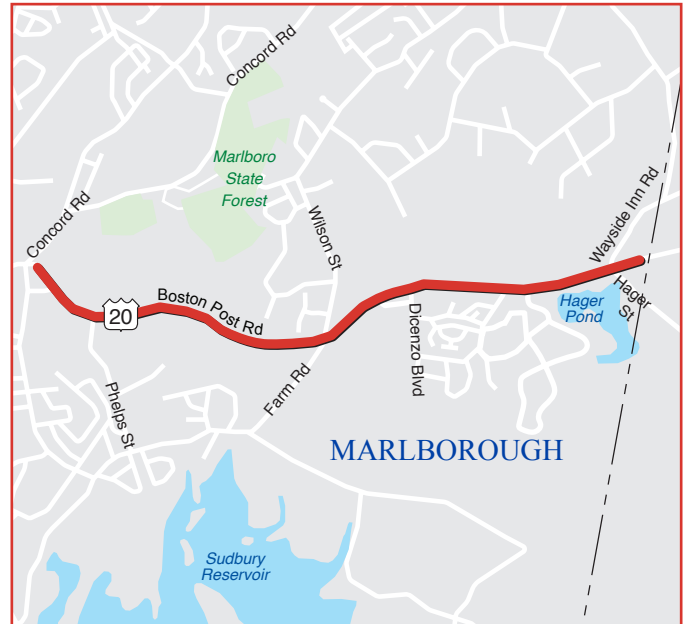 Concord Rd
Marlboro
State
Forest
Concord Rd
Wilson St
Wayside Inn Rd
Boston Post Rd
20
Hager
St
Hager
Pond
Dicenzo Blvd
Phelps St
Farm Rd
MARLBOROUGH
Sudbury
Reservoir